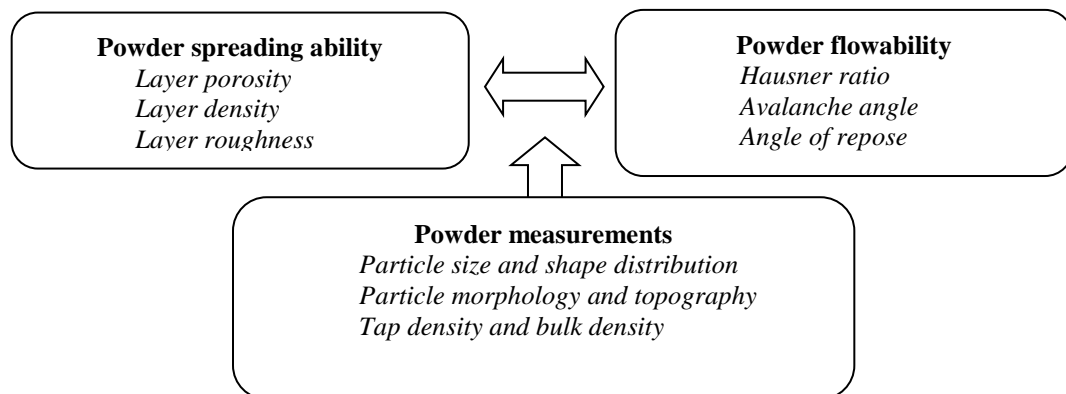 Powder spreading ability
Layer porosity
Layer density
Layer roughness
Powder flowability
Hausner ratio
Avalanche angle
Angle of repose
Powder measurements
Particle size and shape distribution
Particle morphology and topography
Tap density and bulk density